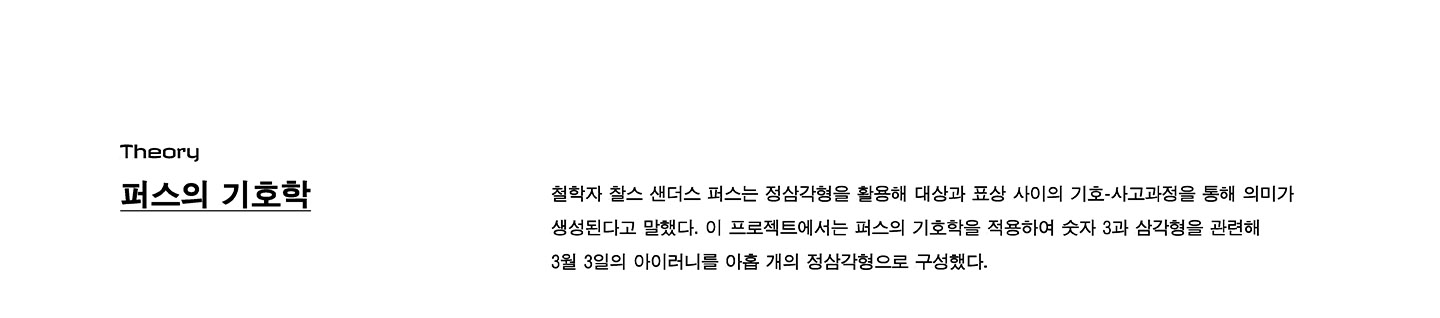 Theory
퍼스의 기호학
철학자 찰스 샌더스 퍼스는 정삼각형을 활용해 대상과 표상 사이의 기호-사고과정을 통해 의미가
생성된다고 말했다. 이 프로젝트에서는 퍼스의 기호학을 적용하여 숫자 3과 삼각형을 관련해
3월 3일의 아이러니를 아홉 개의 정삼각형으로 구성했다.